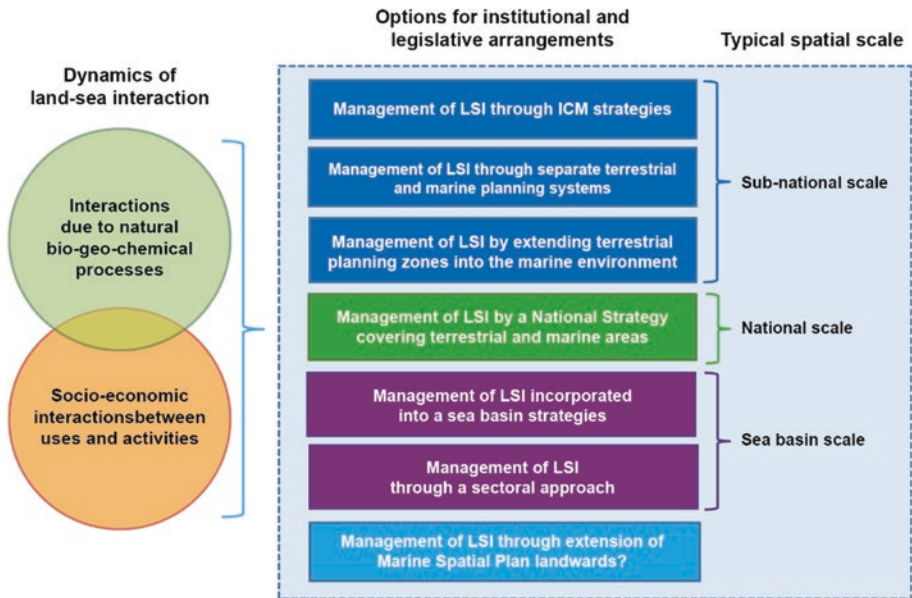 Options for institutional and
legislative arrangements
Typical spatial scale
Dynamics of
land-sea interaction
Interactions
due to natural
bio-geo-chemical
processes
Socio-economic
interactionsbetween
uses and activities
Management of LSI through ICM strategies
Management of LSI through separate terrestrial
and marine planning systems
Management of LSI by extending terrestrial
planning zones into the marine environment
Sub-national scale
Management of LSI by a National Strategy
covering terrestrial and marine areas
National scale
Management of LSI incorporated
into a sea basin strategies
Management of LSI
through a sectoral approach
Sea basin scale
Management of LSI through extension of
Marine Spatial Plan landwards?